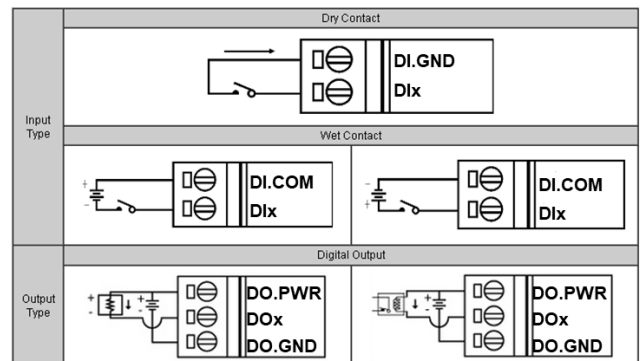 Dry Contact
DI.GND
DIx
Input
Type
Wet Contact
+
-
DI.COM
DIx
-
+
DI.COM
DIx
Digital Output
Output
Type
+
-
+
-
DO.PWR
DOx
DO.GND
+
-
DO.PWR
DOx
DO.GND